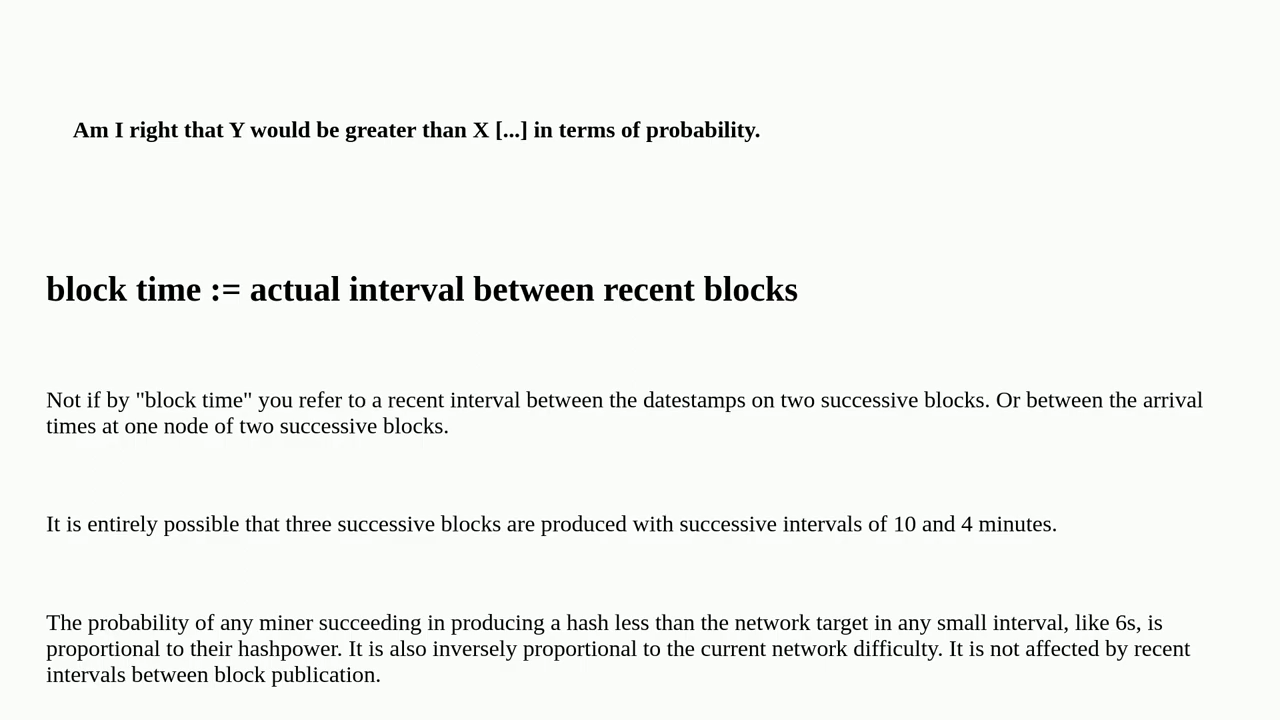 Am I right that Y would be greater than X [...] in terms of probability.
block time := actual interval between recent blocks
Not if by "block time" you refer to a recent interval between the datestamps on two successive blocks. Or between the arrival
times at one node of two successive blocks.
It is entirely possible that three successive blocks are produced with successive intervals of 10 and 4 minutes.
The probability of any miner succeeding in producing a hash less than the network target in any small interval, like 6s, is
proportional to their hashpower. It is also inversely proportional to the current network difficulty. It is not affected by recent
intervals between block publication.